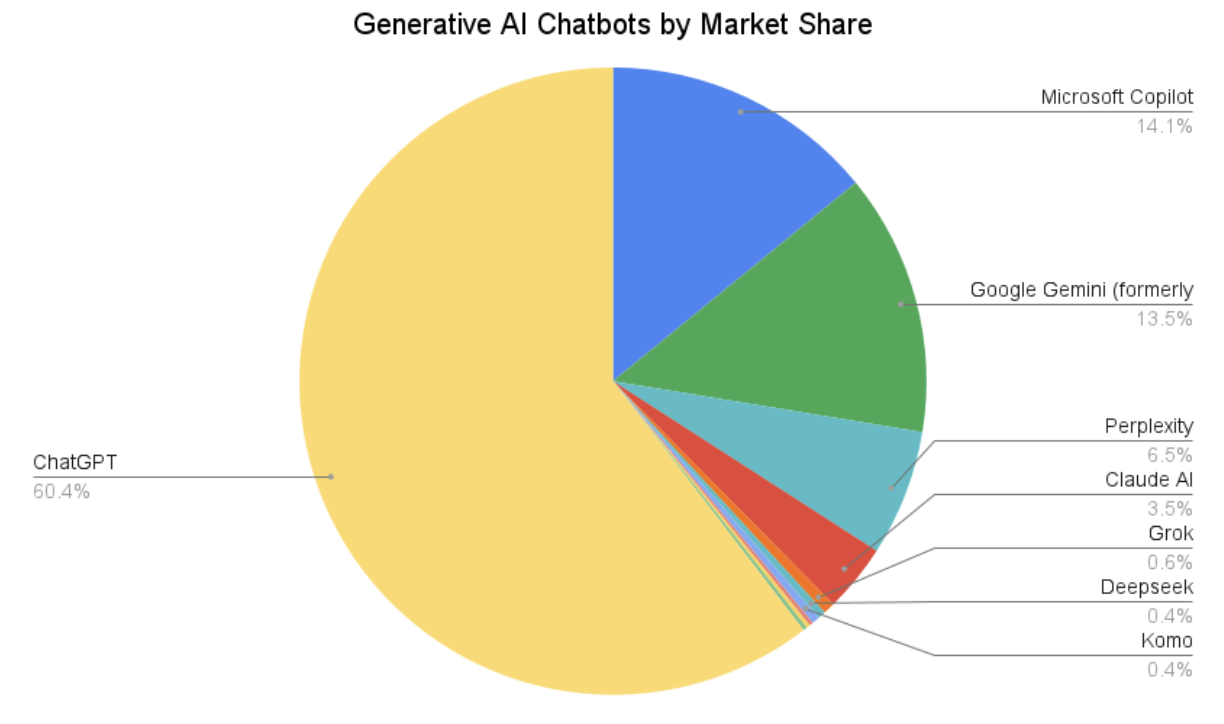 Generative AI Chatbots by Market Share
Microsoft Copilot
14.1%
Google Gemini (formerly
13.5%
Perplexity
6.5%
Claude AI
3.5%
Grok
0.6%
Deepseek
0.4%
Komo
0.4%
ChatGPT
60.4%